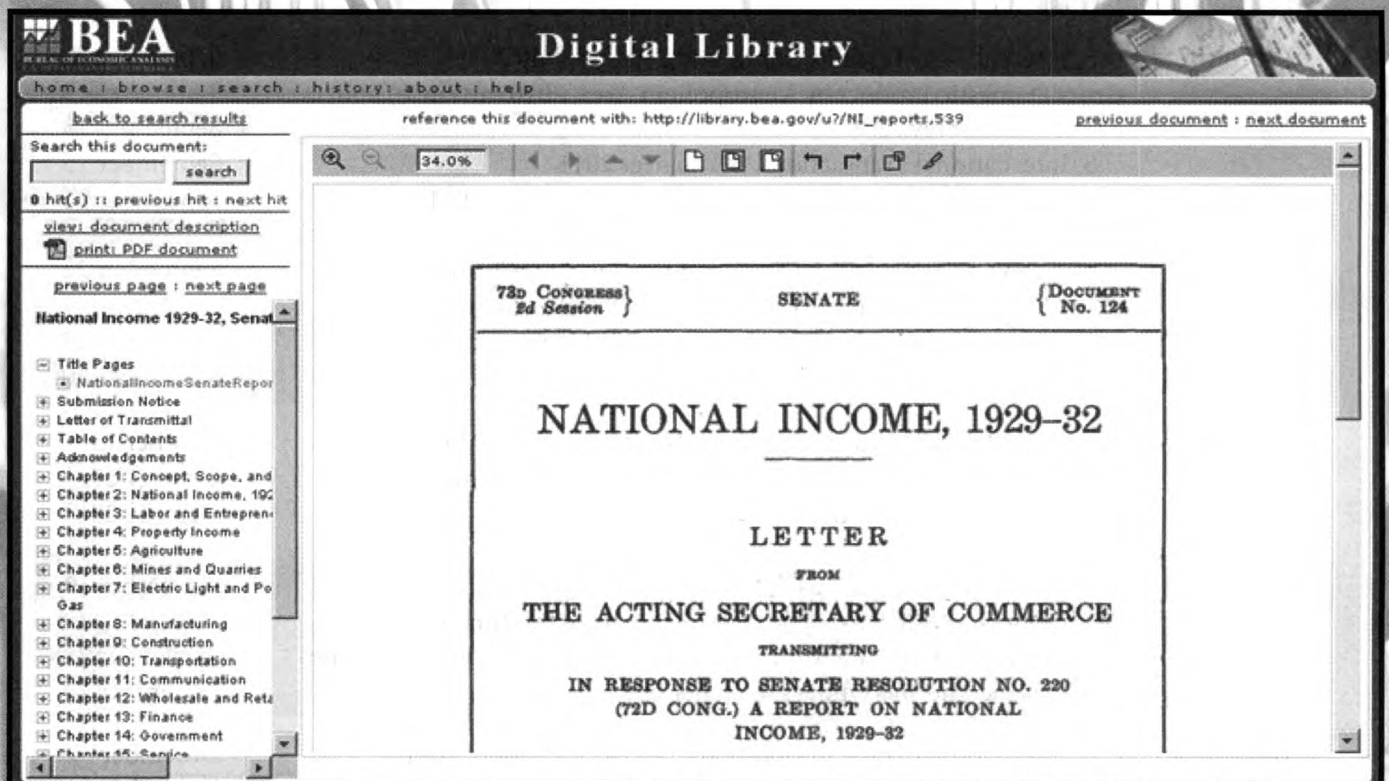 BEA
BUREAU OF ECONOMIC ANALYSIS
Digital Library
home : browse : search : history: about : help
back to search results
reference this document with: http://library.bea.gov/u?/NI_reports,539
previous document : next document
Search this document:
search
0 hit(s) :: previous hit : next hit
view: document description
print: PDF document
previous page : next page
34.0%
National Income 1929-32, Senat
Title Pages
NationalIncomeSenateRepor
Submission Notice
Letter of Transmittal
Table of Contents
Acknowledgements
Chapter 1: Concept, Scope, and
Chapter 2: National Income, 192
Chapter 3: Labor and Entrepren
Chapter 4: Property Income
Chapter 5: Agriculture
Chapter 6: Mines and Quarries
Chapter 7: Electric Light and Po
Gas
Chapter 8: Manufacturing
Chapter 9: Construction
Chapter 10: Transportation
Chapter 11: Communication
Chapter 12: Wholesale and Reta
Chapter 13: Finance
Chapter 14: Government
Chapter 15: Service
73D CONGRESS
2d Session
SENATE
DOCUMENT
No. 124
NATIONAL INCOME, 1929–32
LETTER
FROM
THE ACTING SECRETARY OF COMMERCE
TRANSMITTING
IN RESPONSE TO SENATE RESOLUTION NO. 220
(72D CONG.) A REPORT ON NATIONAL
INCOME, 1929–32